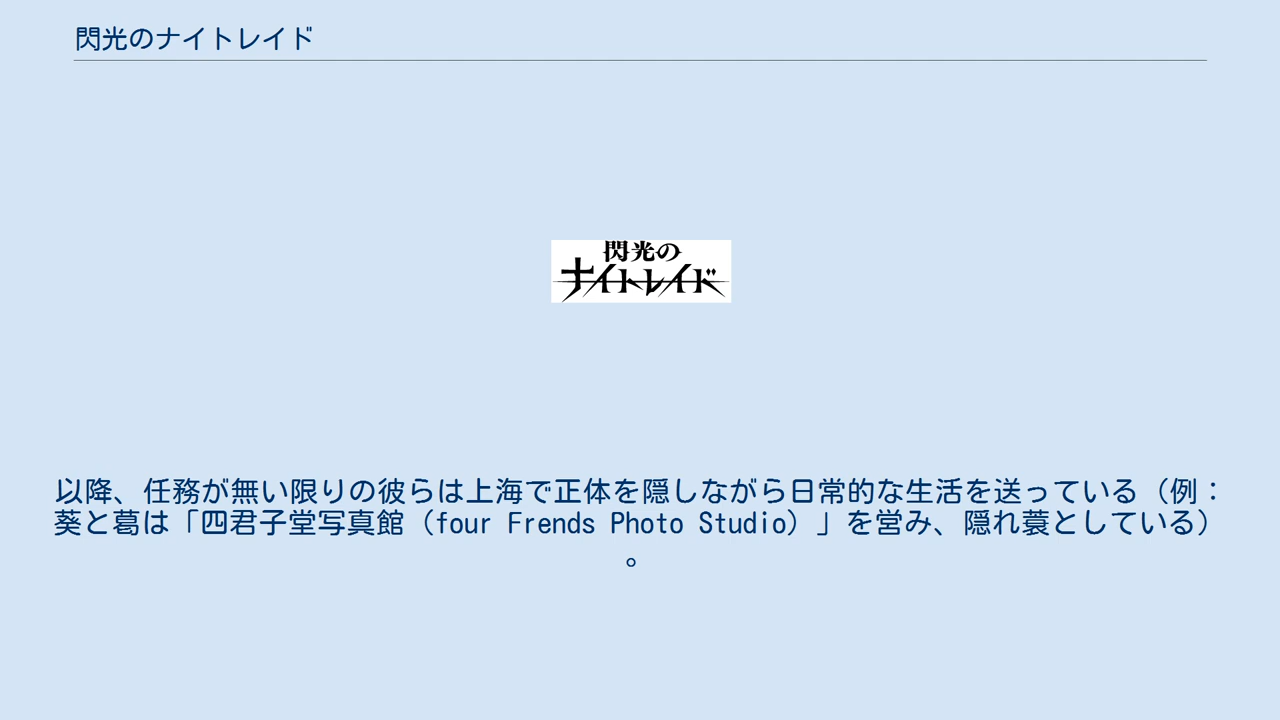 閃光のナイトレイド
閃光の
ナイトレイド
以降、任務が無い限りの彼らは上海で正体を隠しながら日常的な生活を送っている（例：
葵と葛は「四君子堂写真館（four Frends Photo Studio）」を営み、隠れ蓑としている）
。